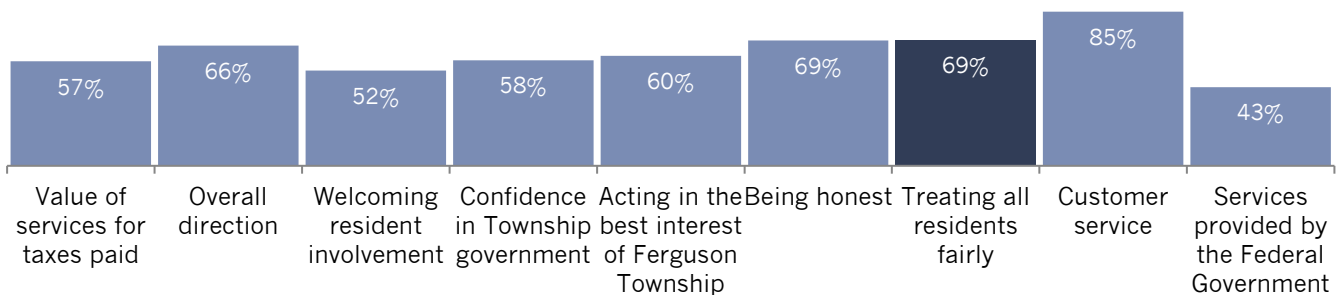 57%
66%
52%
58%
60%
69%
69%
85%
43%
Value of
services for
taxes paid
Overall
direction
Welcoming
resident
involvement
Confidence
in Township
government
Acting in the
best interest
of Ferguson
Township
Being honest
Treating all
residents
fairly
Customer
service
Services
provided by
the Federal
Government